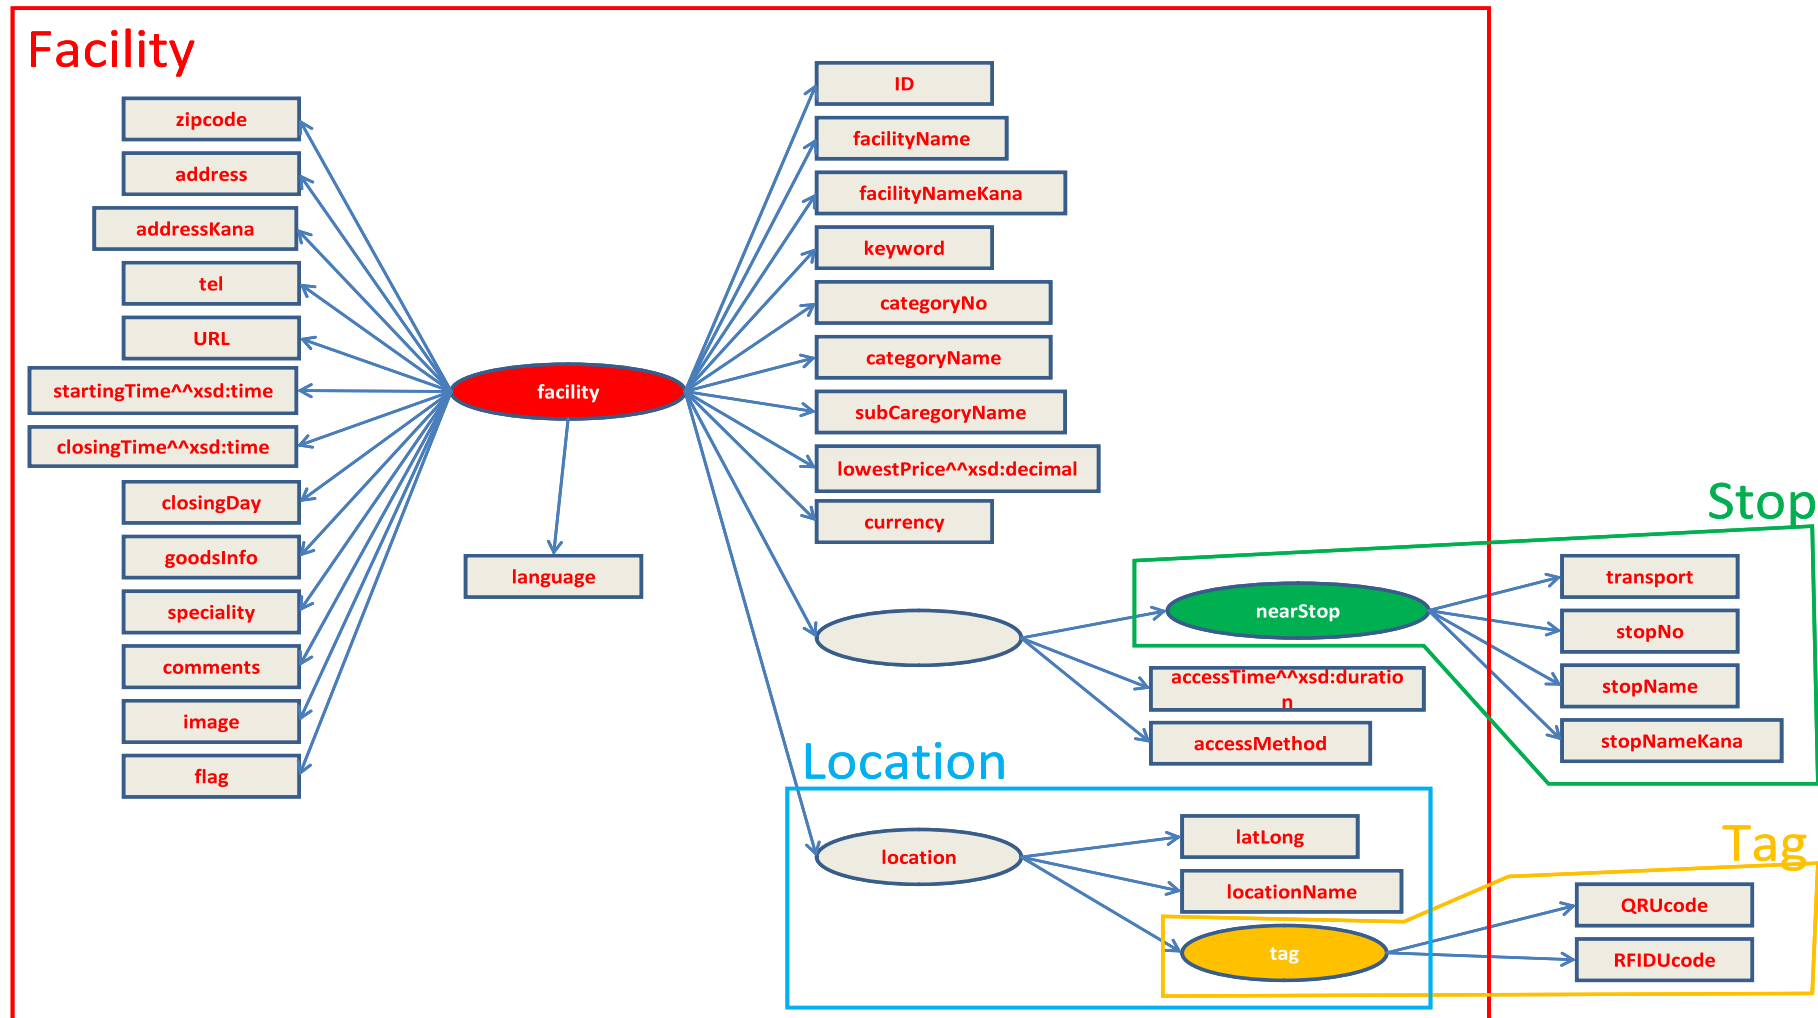 Facility
zipcode
address
addressKana
tel
URL
startingTime^^xsd:time
closingTime^^xsd:time
closingDay
goodsInfo
speciality
comments
image
flag
facility
language
ID
facilityName
facilityNameKana
keyword
categoryNo
categoryName
subCaregoryName
lowestPrice^^xsd:decimal
currency
Stop
nearStop
transport
stopNo
stopName
stopNameKana
accessTime^^xsd:duratio
n
accessMethod
Location
location
latLong
locationName
Tag
tag
QRUcode
RFIDUcode